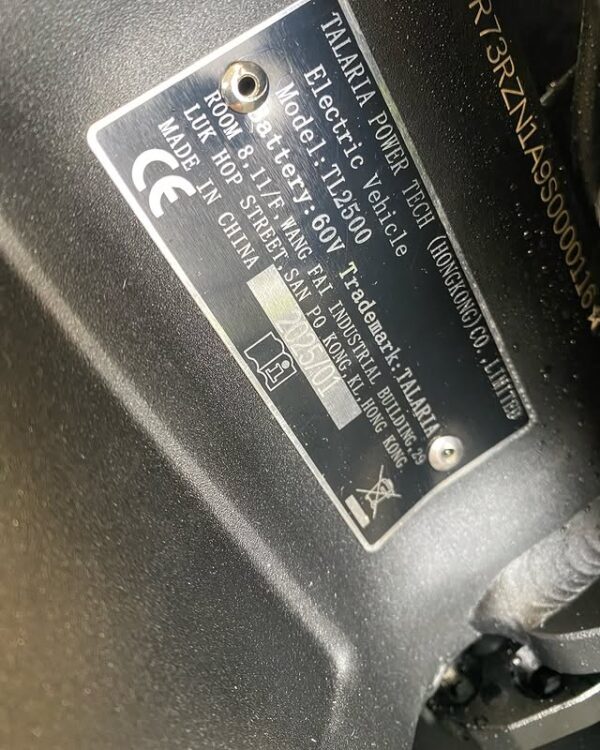 TALARIA POWER TECH (HONGKONG)CO., LIMITED
Electric Vehicle
Model:TL2500
Battery:60V Trademark:TALARIA
ROOM 8,11/F,WANG FAI INDUSTRIAL BUILDING,29
LUK HOP STREET,SAN PO KONG,KL,HONG KONG.
MADE IN CHINA 2025/01
CE
R73RZN1A9S0000116★